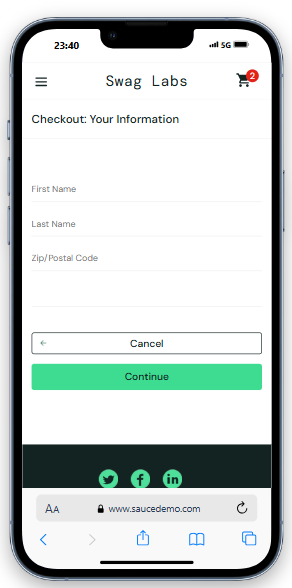 23:40
5G
Swag Labs
2
Checkout: Your Information
First Name
Last Name
Zip/Postal Code
Cancel
Continue
AA
www.saucedemo.com